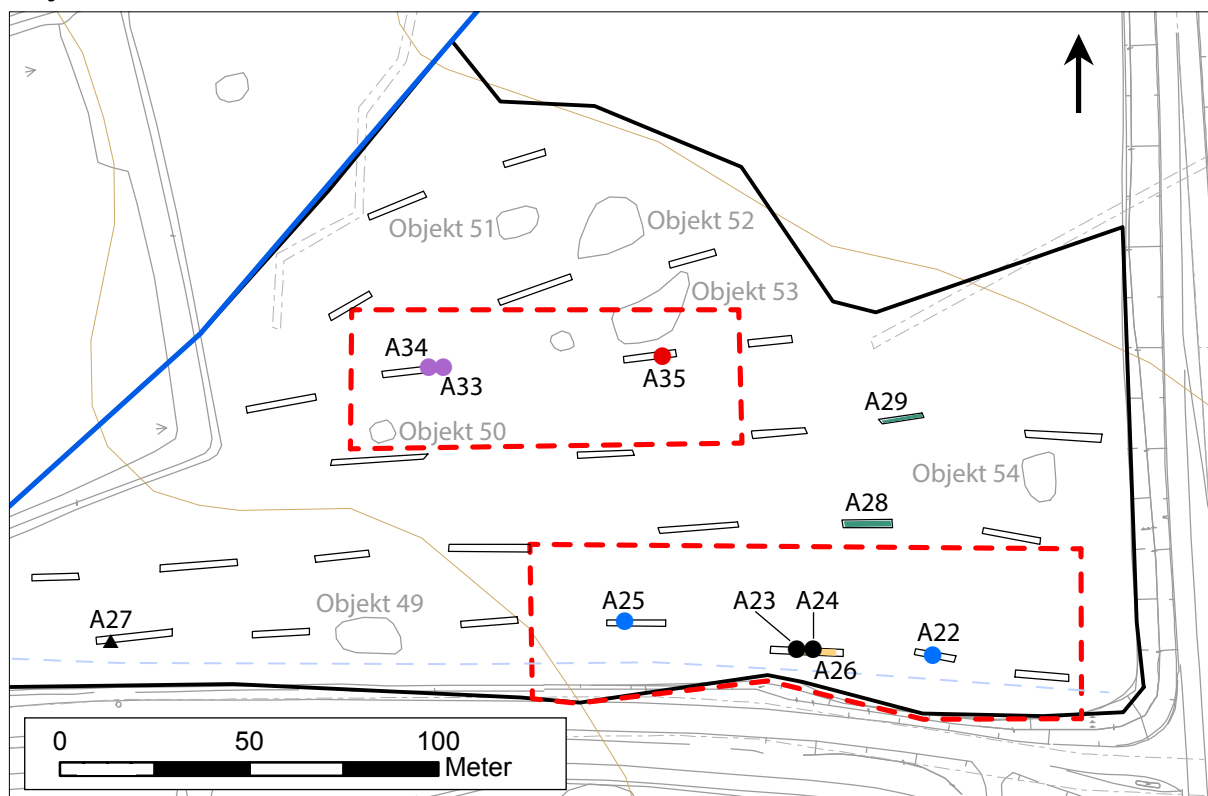 Objekt 51
Objekt 52
Objekt 53
A34
A33
A35
Objekt 50
A29
Objekt 54
A28
A27
Objekt 49
A25
A23
A24
A22
A26
0
50
100
Meter